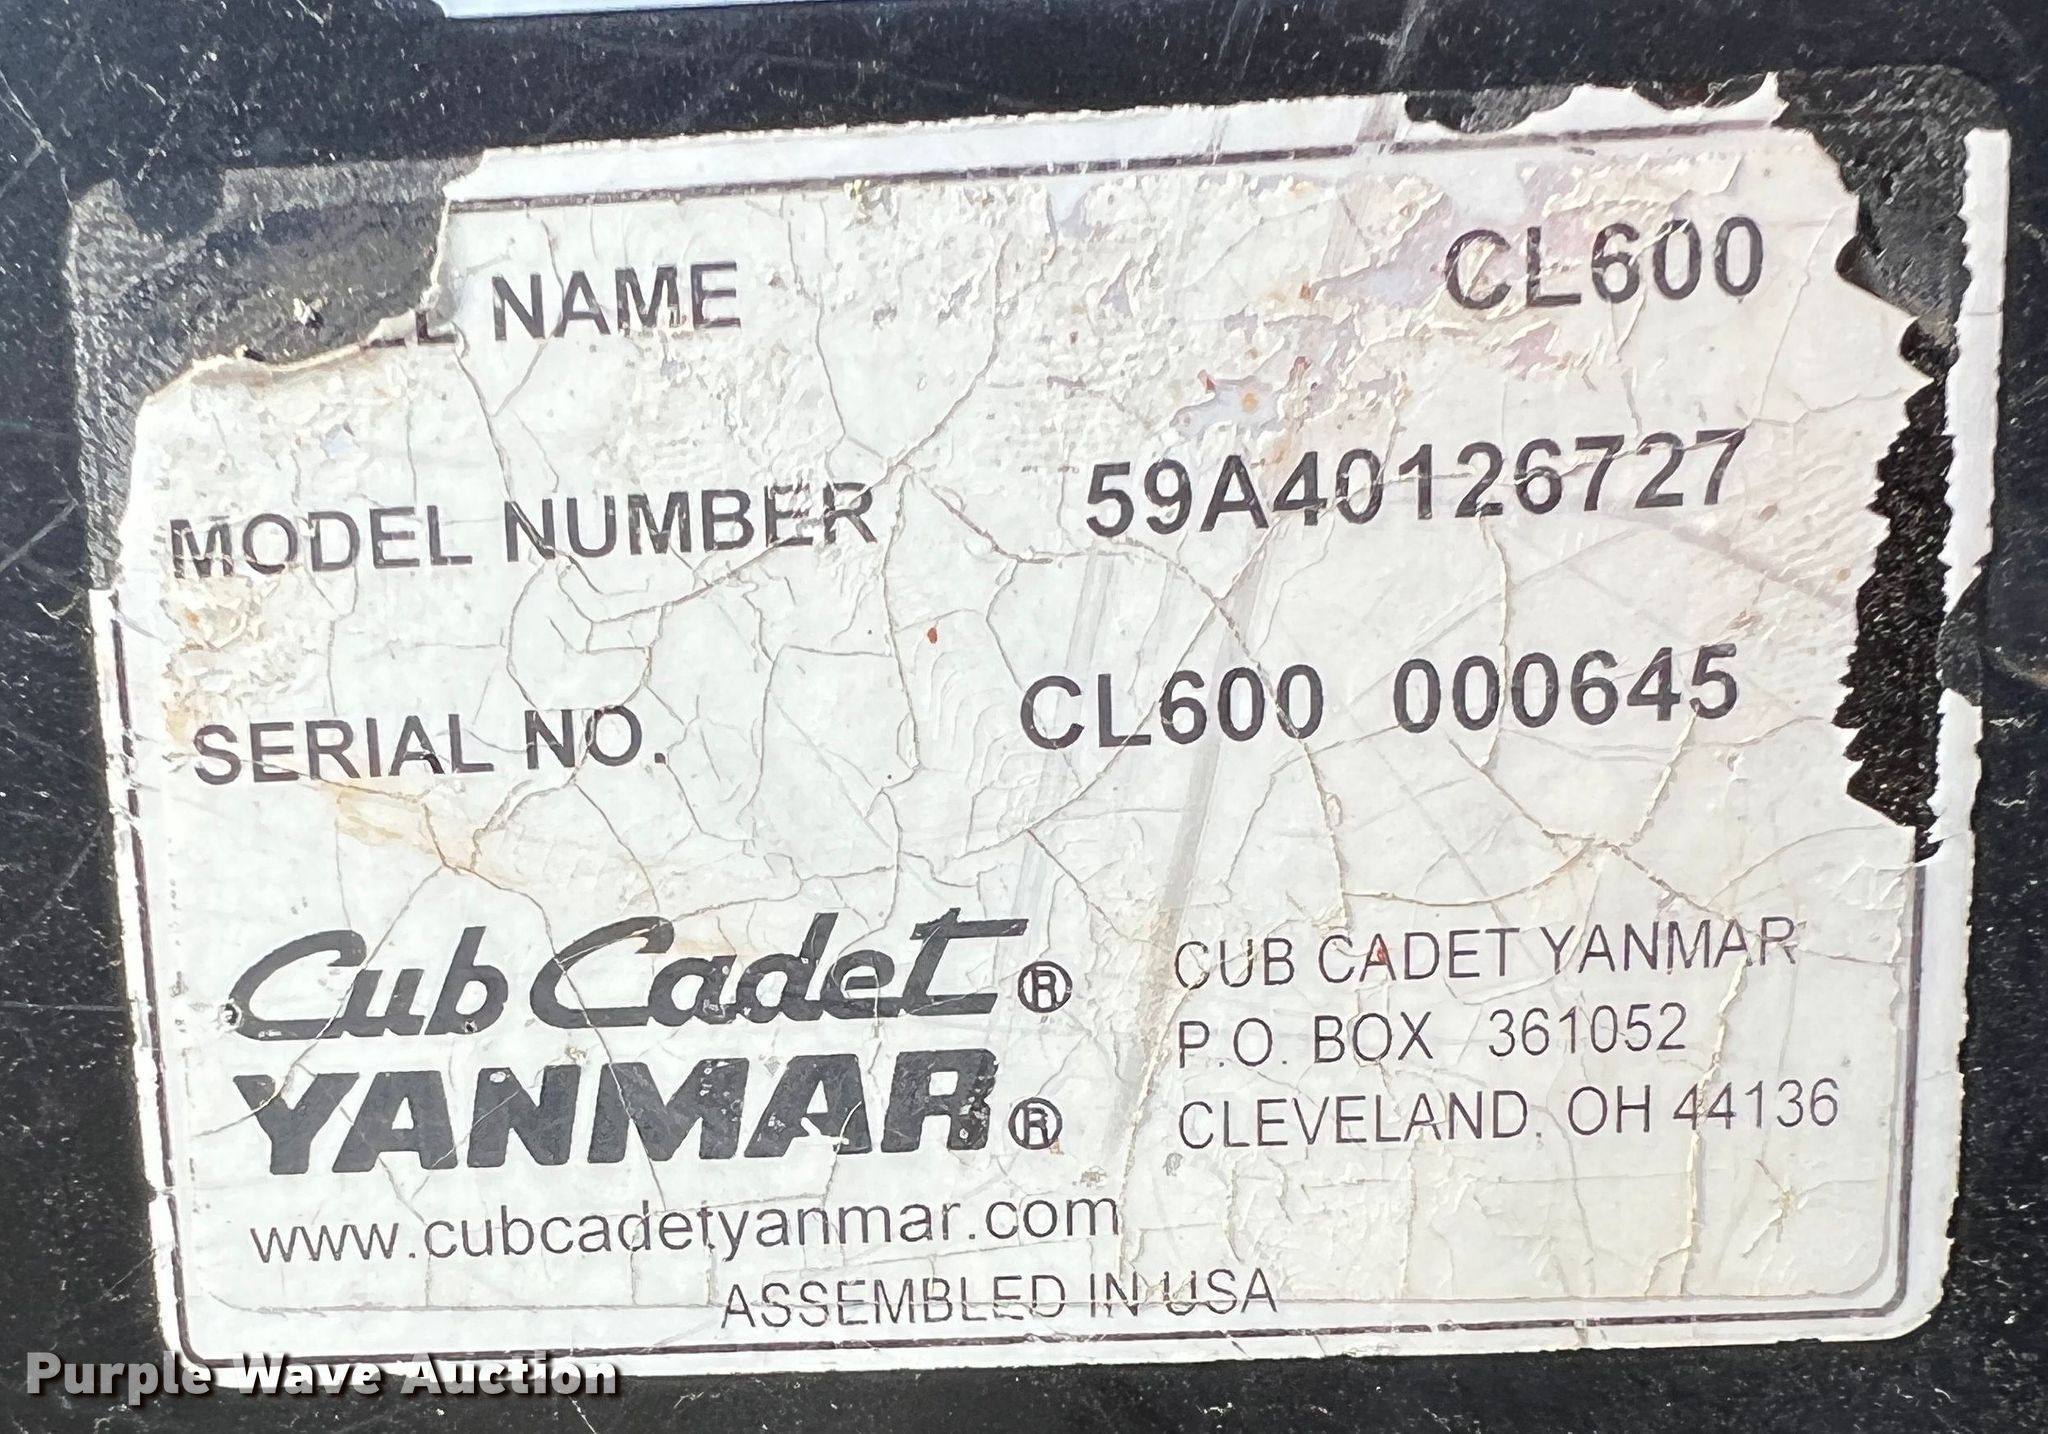 L NAME CL600
MODEL NUMBER 59A40126727
SERIAL NO. CL600 000645
Cub Cadet®
YANMAR®
CUB CADET YANMAR
P.O. BOX 361052
CLEVELAND, OH 44136
www.cubcadetyanmar.com
ASSEMBLED IN USA
Purple Wave Auction